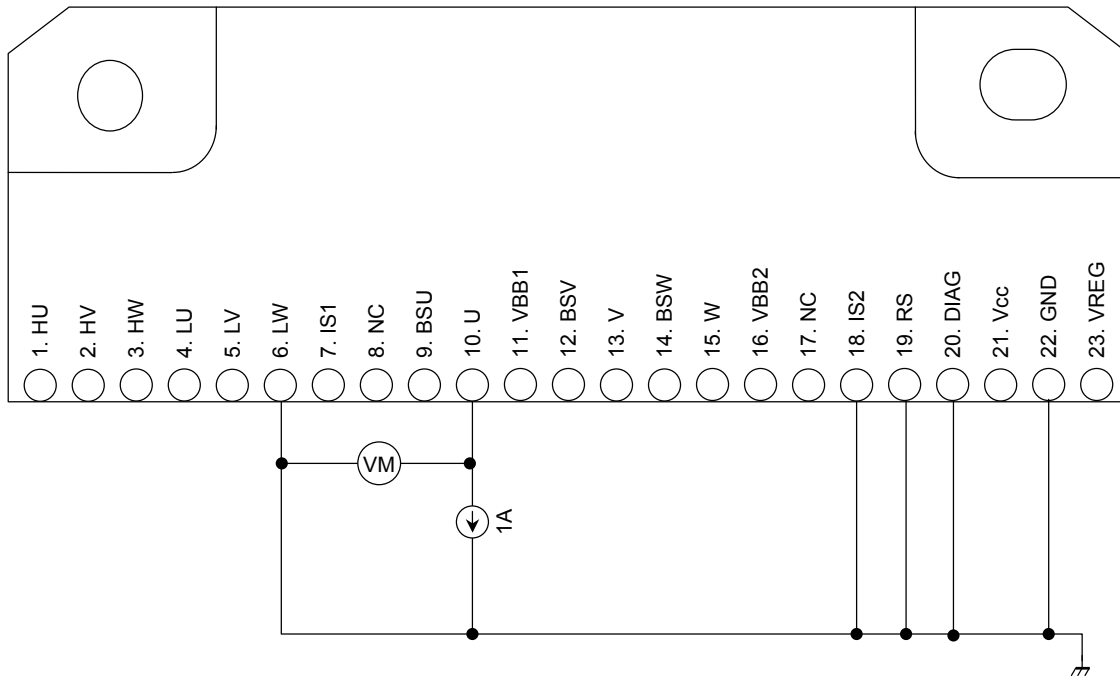 1. HU
2. HV
3. HW
4. LU
5. LV
6. LW
7. IS1
8. NC
9. BSU
10. U
11. VBB1
12. BSV
13. V
14. BSW
15. W
16. VBB2
17. NC
18. IS2
19. RS
20. DIAG
21. Vcc
22. GND
23. VREG
VM
1A